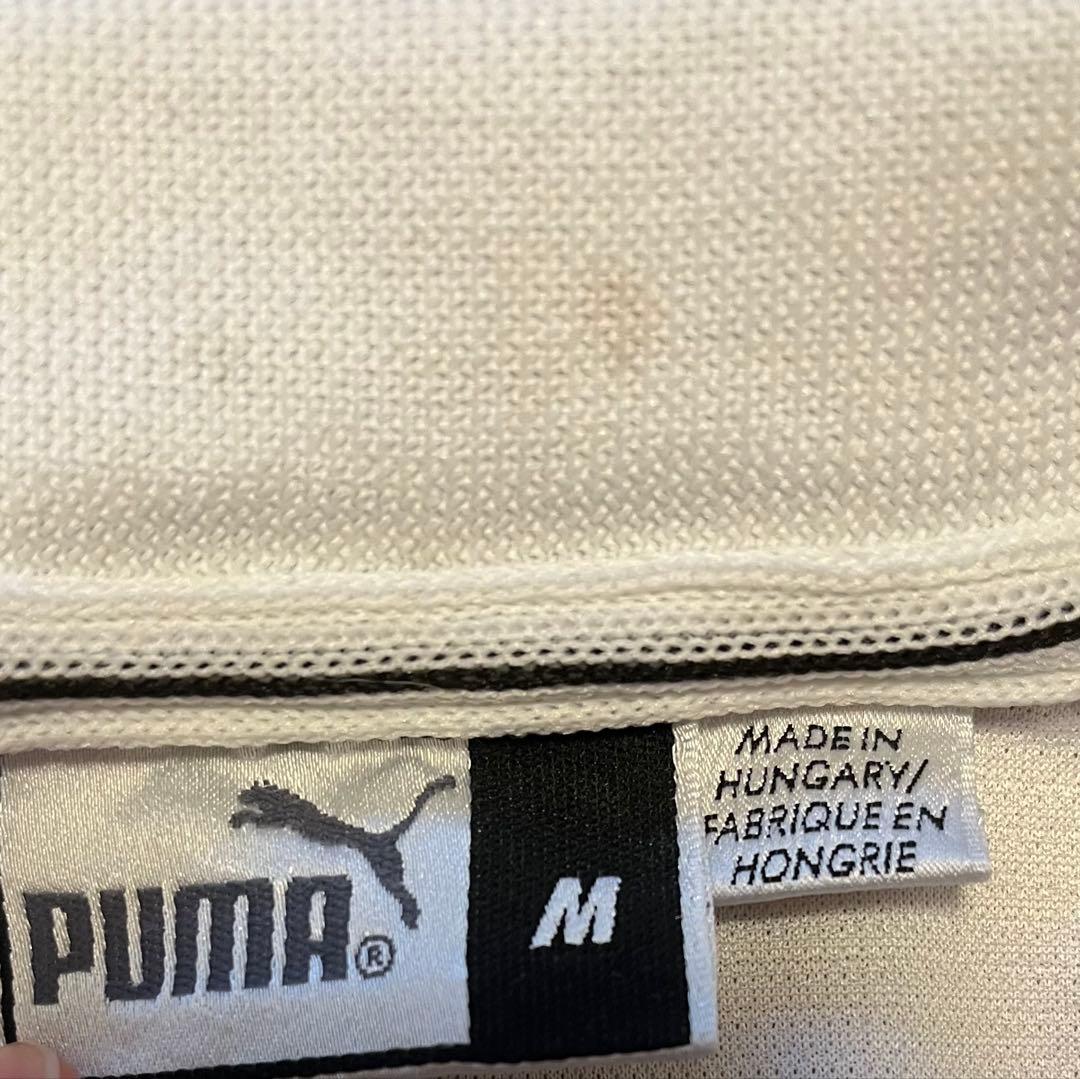 PUMA®
M
MADE IN
HUNGARY/
FABRIQUE EN
HONGRIE